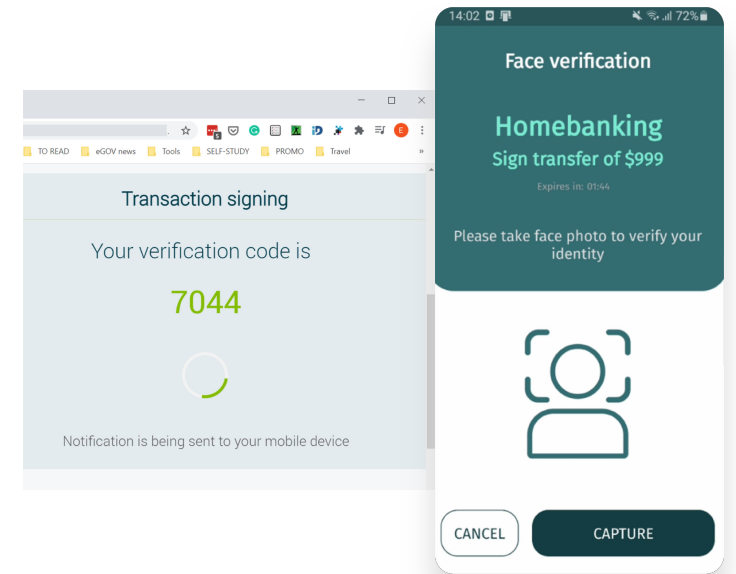 TO READ eGOV news Tools SELF-STUDY PROMO Travel »
Transaction signing
Your verification code is
7044
Notification is being sent to your mobile device
14:02 72%
Face verification
Homebanking
Sign transfer of $999
Expires in: 01:44
Please take face photo to verify your
identity
CANCEL CAPTURE